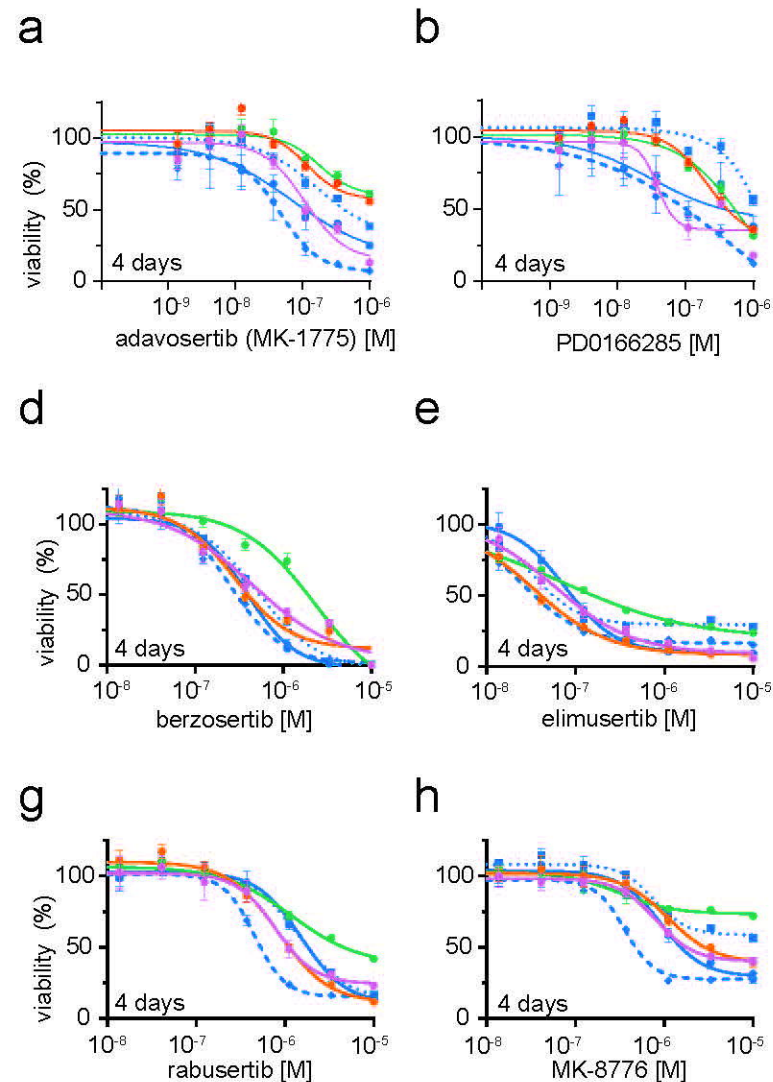 a
b
viability (%)
100
50
0
4 days
10⁻⁹ 10⁻⁸ 10⁻⁷ 10⁻⁶
adavosertib (MK-1775) [M]
100
50
0
4 days
10⁻⁹ 10⁻⁸ 10⁻⁷ 10⁻⁶
PD0166285 [M]
d
e
viability (%)
100
50
0
4 days
10⁻⁸ 10⁻⁷ 10⁻⁶ 10⁻⁵
berzosertib [M]
100
50
0
4 days
10⁻⁸ 10⁻⁷ 10⁻⁶ 10⁻⁵
elimusertib [M]
g
h
viability (%)
100
50
0
4 days
10⁻⁸ 10⁻⁷ 10⁻⁶ 10⁻⁵
rabusertib [M]
100
50
0
4 days
10⁻⁸ 10⁻⁷ 10⁻⁶ 10⁻⁵
MK-8776 [M]